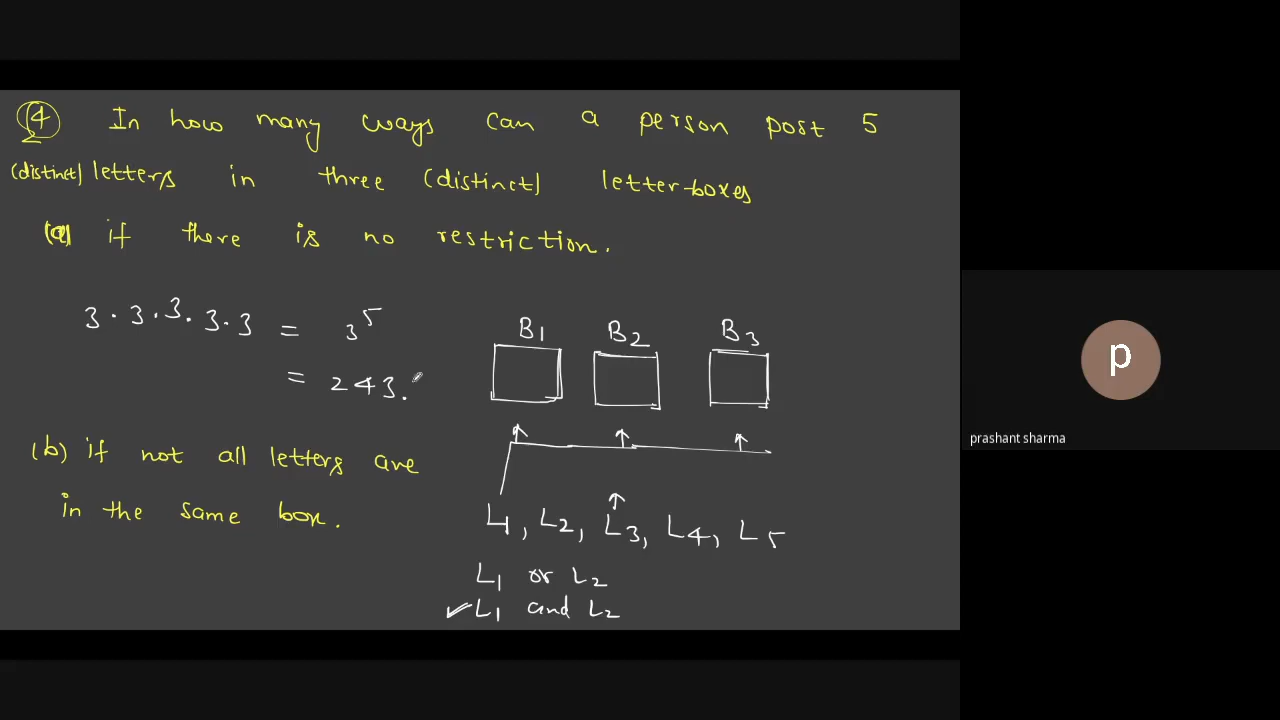 ④ In how many ways can a person post 5
(distinct) letters in three (distinct) letter-boxes
(a) if there is no restriction.
3 · 3 · 3 · 3 · 3 = 3⁵
= 243.
B1 B2 B3
(b) if not all letters are
in the same box.
L1, L2, L3, L4, L5
L1 or L2
✓ L1 and L2
p
prashant sharma